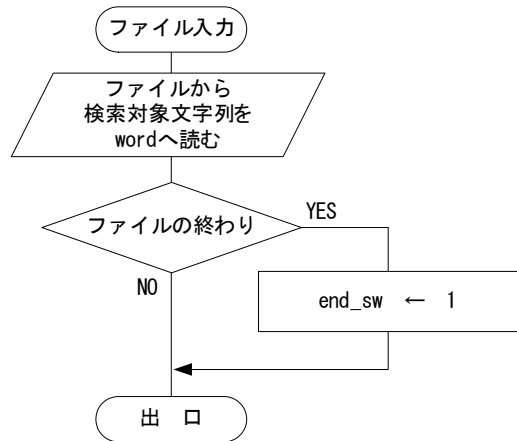 ファイル入力
ファイルから
検索対象文字列を
wordへ読む
ファイルの終わり
YES
NO
end_sw ← 1
出 口